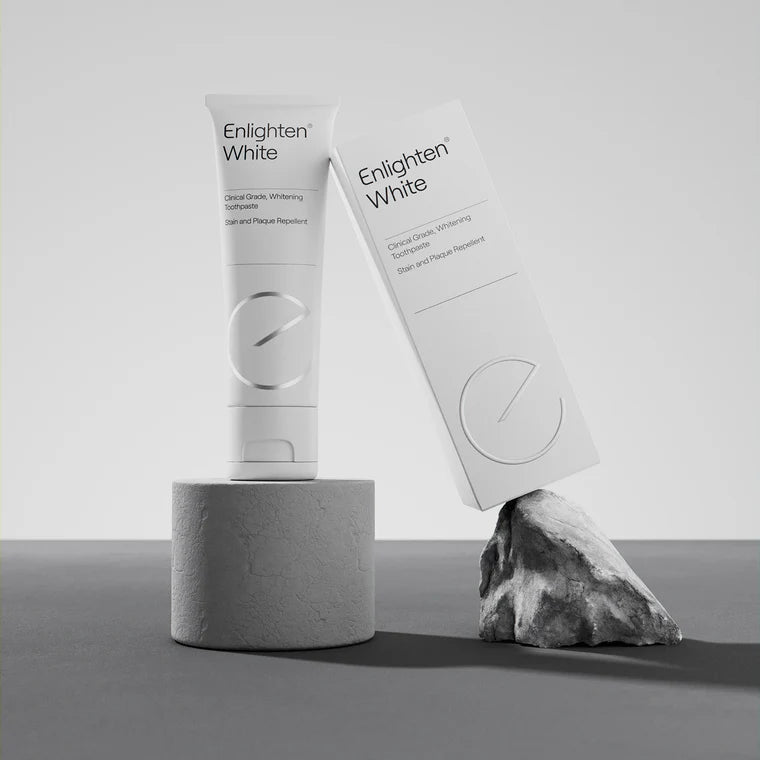 Enlighten®
White
Clinical Grade, Whitening
Toothpaste
Stain and Plaque Repellent
e
Enlighten®
White
Clinical Grade, Whitening
Toothpaste
Stain and Plaque Repellent
e